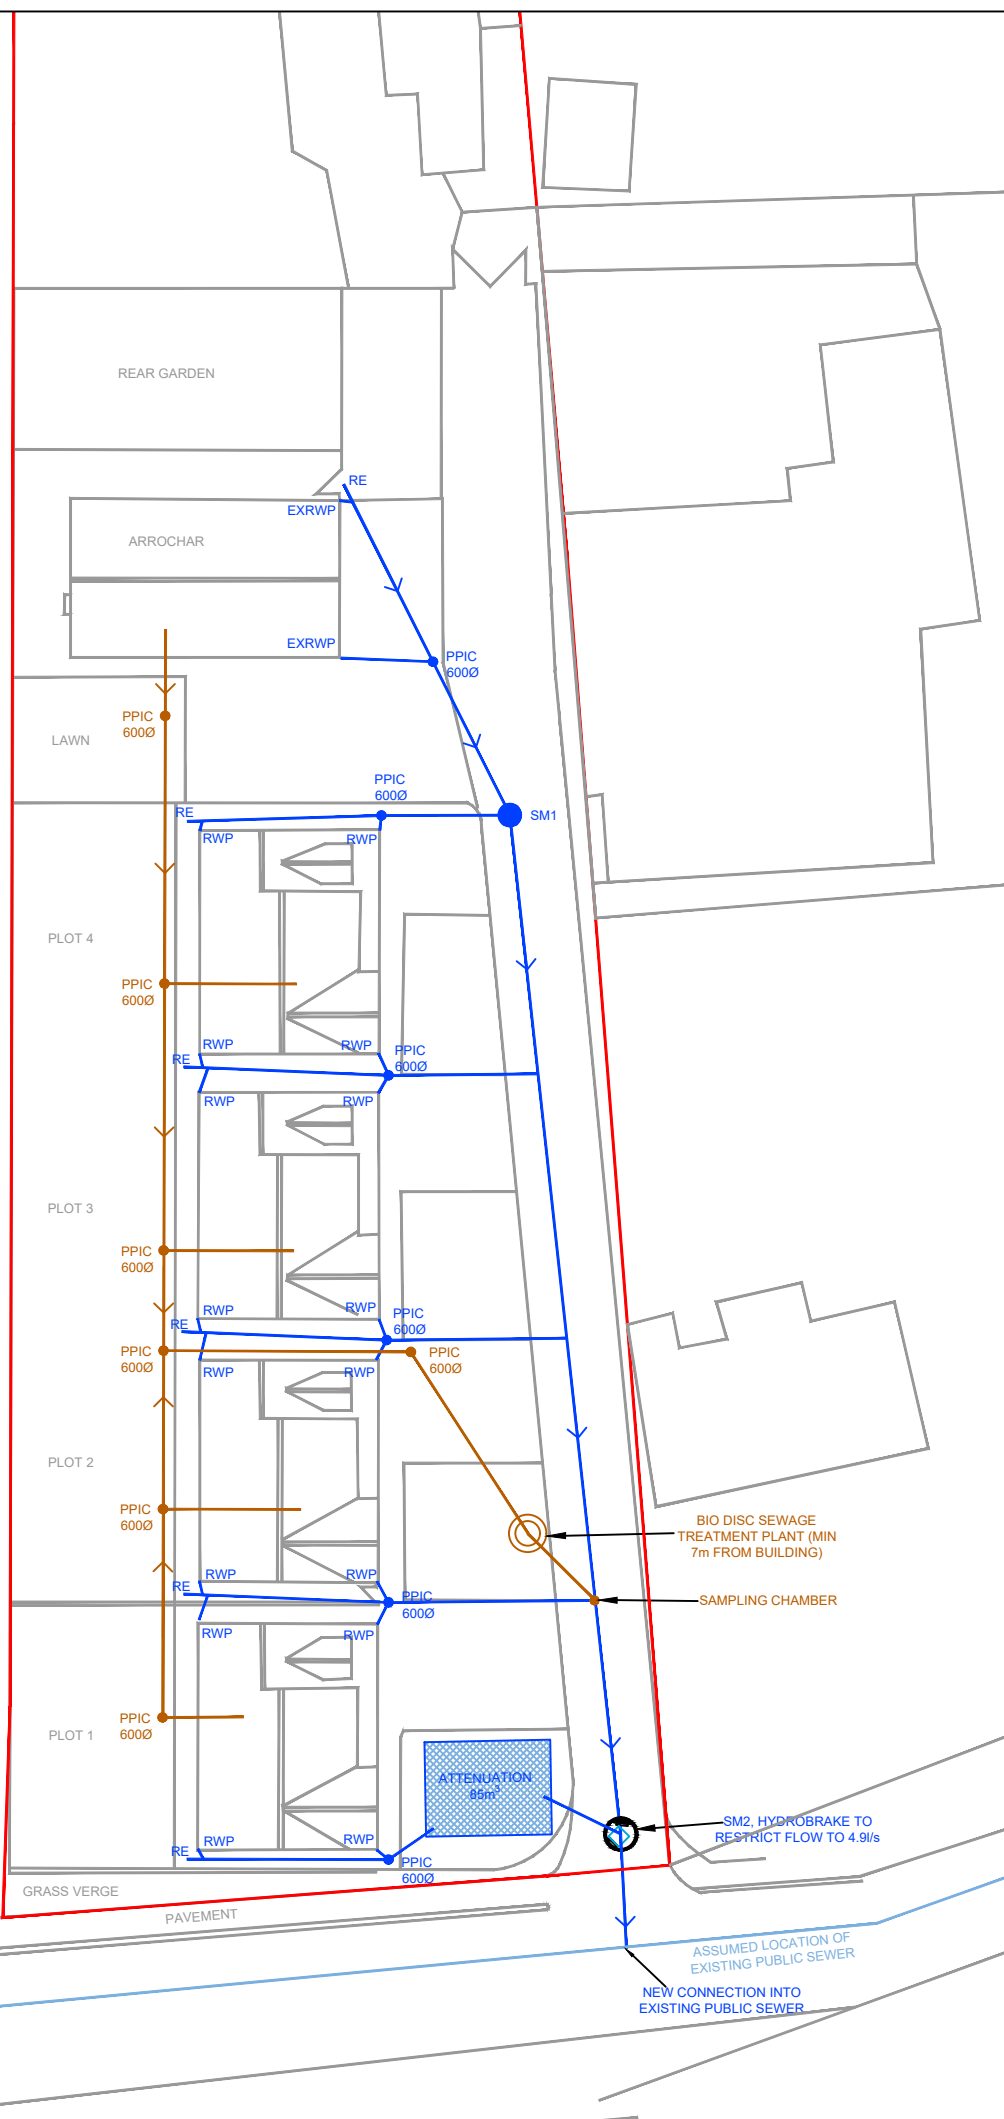 REAR GARDEN
RE
EXRWP
ARROCHAR
EXRWP
PPIC
600Ø
PPIC
600Ø
LAWN
PPIC
600Ø
RE
RWP
RWP
SM1
PLOT 4
PPIC
600Ø
RWP
RWP
RE
PPIC
600Ø
RWP
RWP
PLOT 3
PPIC
600Ø
RWP
RWP
RE
PPIC
600Ø
PPIC
600Ø
PPIC
600Ø
RWP
RWP
PLOT 2
PPIC
600Ø
BIO DISC SEWAGE
TREATMENT PLANT (MIN
7m FROM BUILDING)
RWP
RWP
RE
PPIC
600Ø
SAMPLING CHAMBER
RWP
RWP
PPIC
600Ø
PLOT 1
ATTENUATION
85m³
SM2, HYDROBRAKE TO
RESTRICT FLOW TO 4.9l/s
RWP
RWP
RE
PPIC
600Ø
GRASS VERGE
PAVEMENT
ASSUMED LOCATION OF
EXISTING PUBLIC SEWER
NEW CONNECTION INTO
EXISTING PUBLIC SEWER